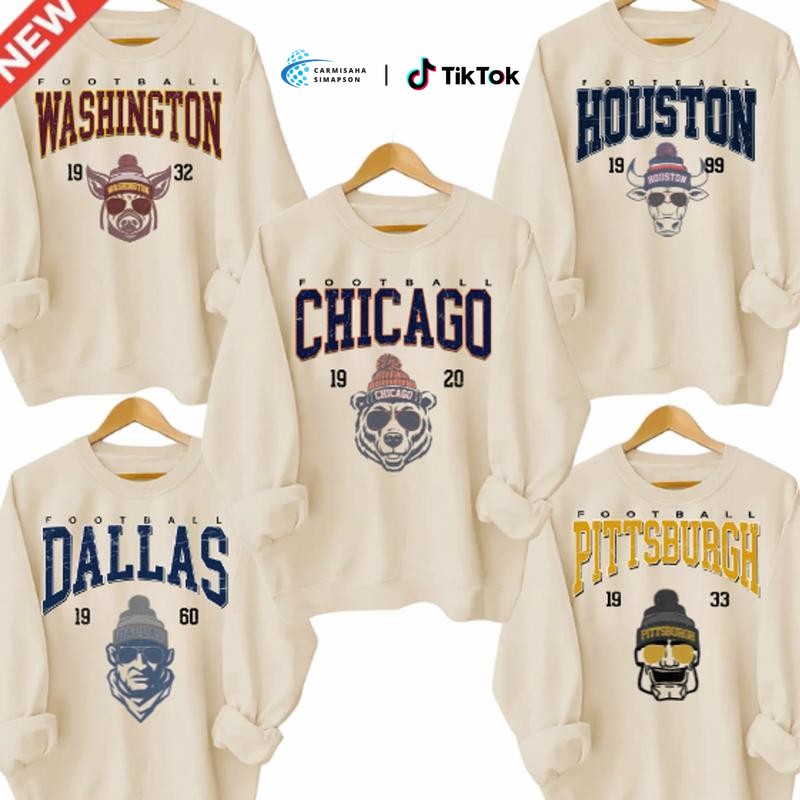 NEW
CARMISAHA
SIMAPSON
TikTok
FOOTBALL
WASHINGTON
19 32
WASHINGTON
FOOTBALL
HOUSTON
19 99
HOUSTON
FOOTBALL
CHICAGO
19 20
CHICAGO
FOOTBALL
DALLAS
19 60
DALLAS
FOOTBALL
PITTSBURGH
19 33
PITTSBURGH